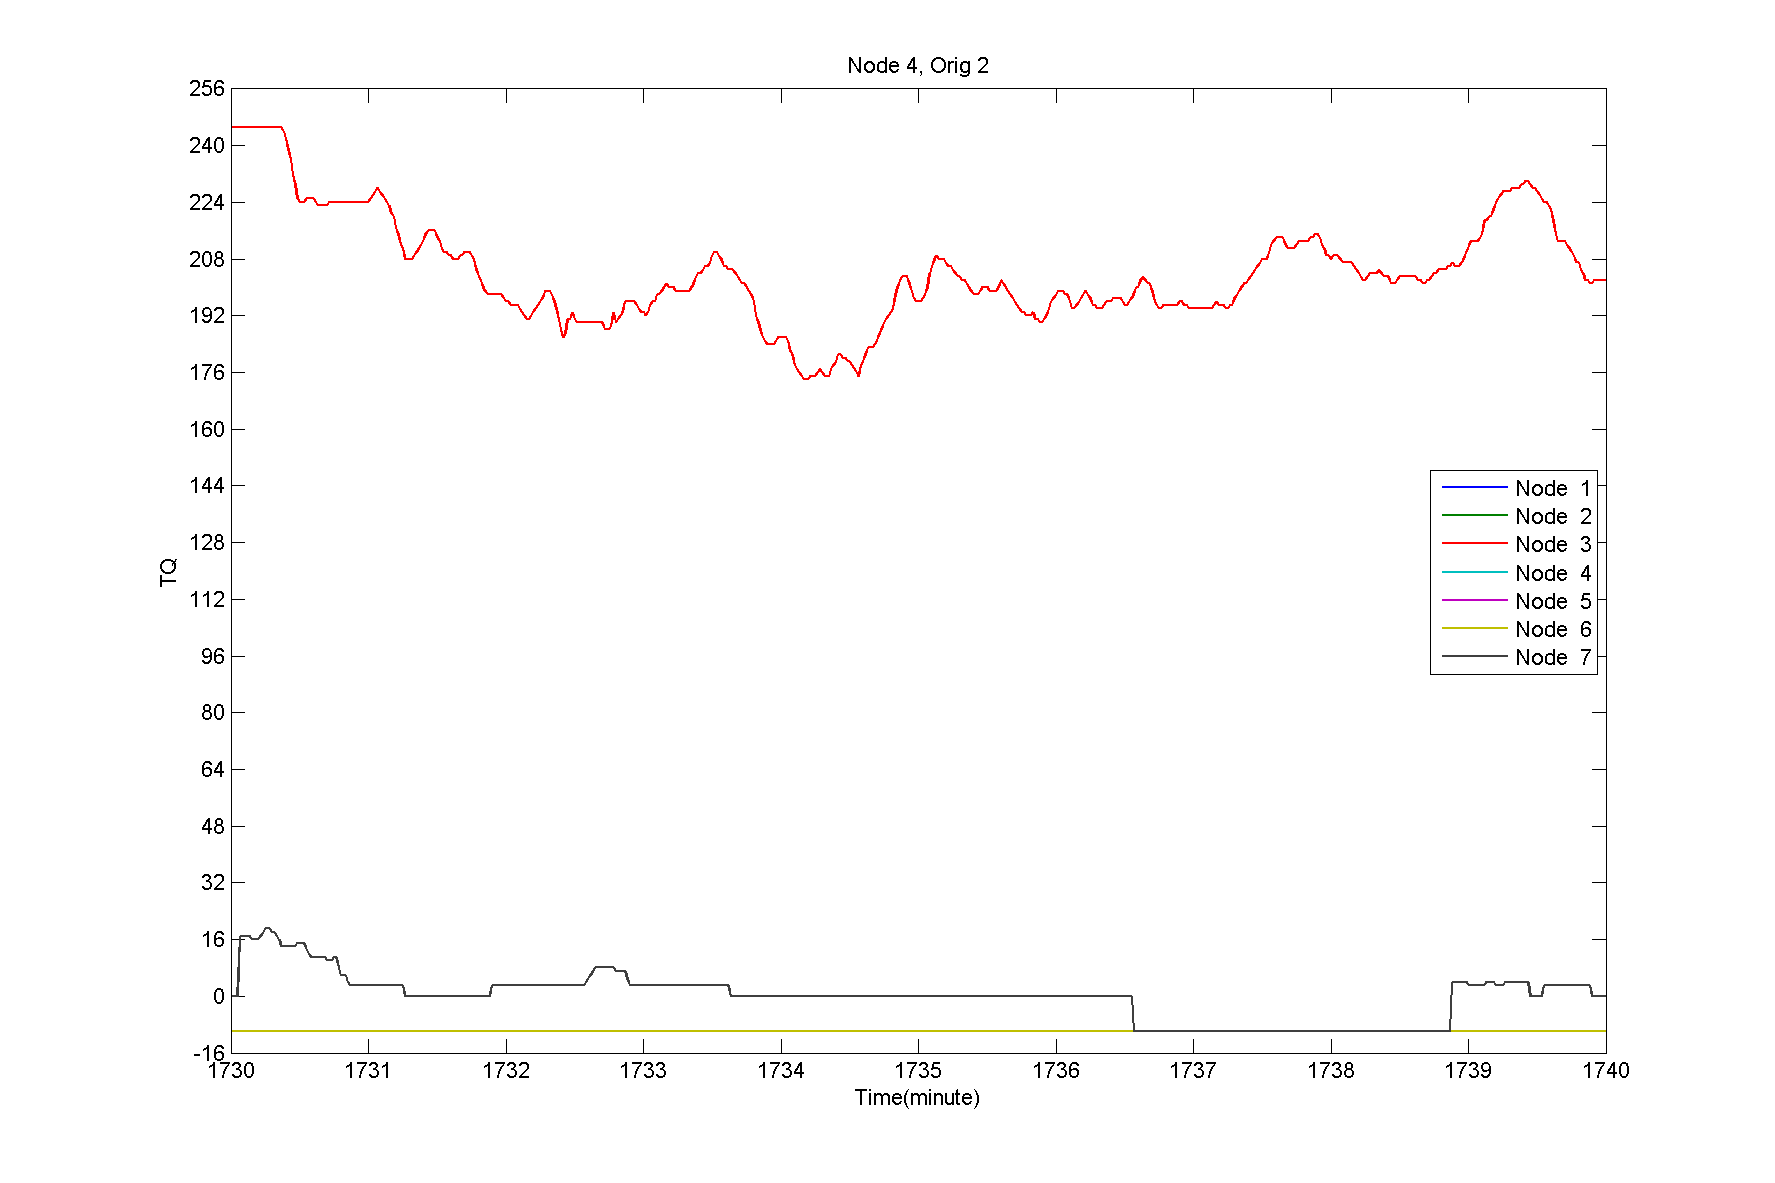 Node 4, Orig 2
256
240
224
208
192
176
160
144
128
112
96
80
64
48
32
16
0
-16
TQ
Node 1
Node 2
Node 3
Node 4
Node 5
Node 6
Node 7
1730 1731 1732 1733 1734 1735 1736 1737 1738 1739 1740
Time(minute)